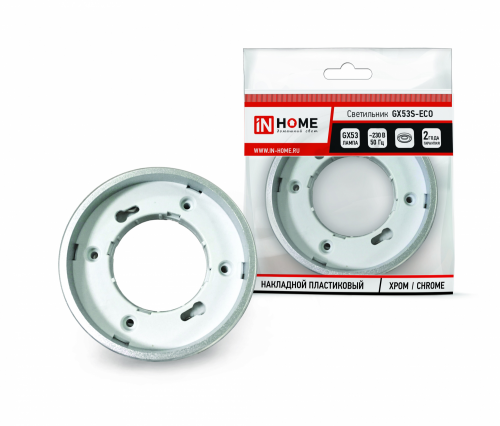 IN HOME
домашний свет
WWW.IN-HOME.RU
Светильник GX53S-ECO
GX53
ЛАМПА
~230 В
50 Гц
2 ГОДА
ГАРАНТИИ
НАКЛАДНОЙ ПЛАСТИКОВЫЙ
ХРОМ / CHROME